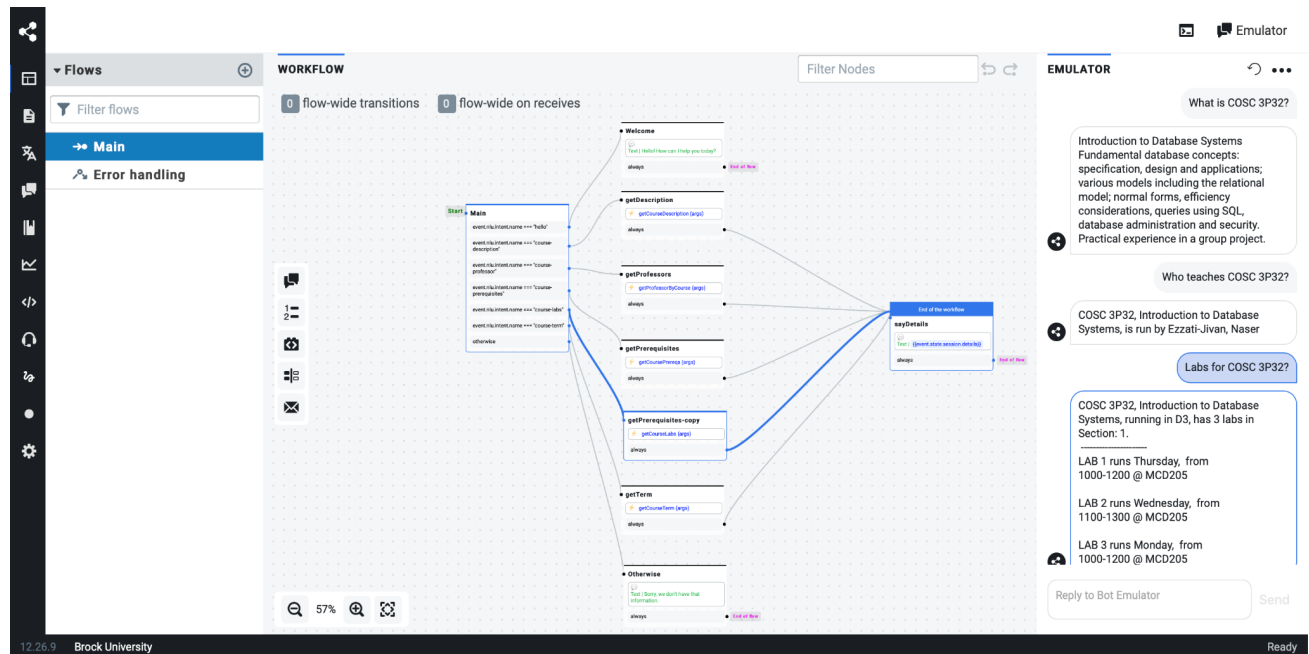 Emulator
Flows
Filter flows
Main
Error handling
WORKFLOW
Filter Nodes
0 flow-wide transitions 0 flow-wide on receives
Start
Main
event.nlu.intent.name === "hello"
event.nlu.intent.name === "course-
description"
event.nlu.intent.name === "course-
professor"
event.nlu.intent.name === "course-
prerequisites"
event.nlu.intent.name === "course-labs"
event.nlu.intent.name === "course-term"
otherwise
Welcome
Text | Hello! How can I help you today?
always
End of flow
getDescription
getCourseDescription (args)
always
getProfessors
getProfessorByCourse (args)
always
getPrerequisites
getCoursePrereqs (args)
always
getPrerequisites-copy
getCourseLabs (args)
always
getTerm
getCourseTerm (args)
always
Otherwise
Text | Sorry, we don't have that
information.
always
End of flow
End of the workflow
sayDetails
Text | {{event.state.session.details}}
always
End of flow
57%
EMULATOR
What is COSC 3P32?
Introduction to Database Systems
Fundamental database concepts:
specification, design and applications;
various models including the relational
model; normal forms, efficiency
considerations, queries using SQL,
database administration and security.
Practical experience in a group project.
Who teaches COSC 3P32?
COSC 3P32, Introduction to Database
Systems, is run by Ezzati-Jivan, Naser
Labs for COSC 3P32?
COSC 3P32, Introduction to Database
Systems, running in D3, has 3 labs in
Section: 1.
--------------------
LAB 1 runs Thursday, from
1000-1200 @ MCD205
LAB 2 runs Wednesday, from
1100-1300 @ MCD205
LAB 3 runs Monday, from
1000-1200 @ MCD205
Reply to Bot Emulator
Send
12.26.9 Brock University
Ready